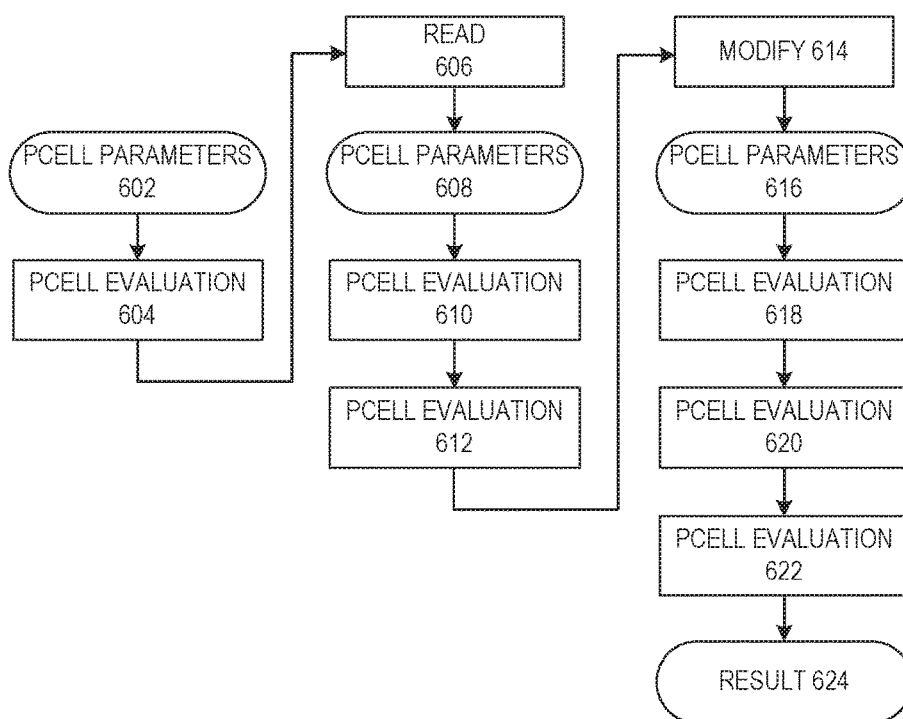 PCELL PARAMETERS
602
PCELL EVALUATION
604
READ
606
PCELL PARAMETERS
608
PCELL EVALUATION
610
PCELL EVALUATION
612
MODIFY 614
PCELL PARAMETERS
616
PCELL EVALUATION
618
PCELL EVALUATION
620
PCELL EVALUATION
622
RESULT 624